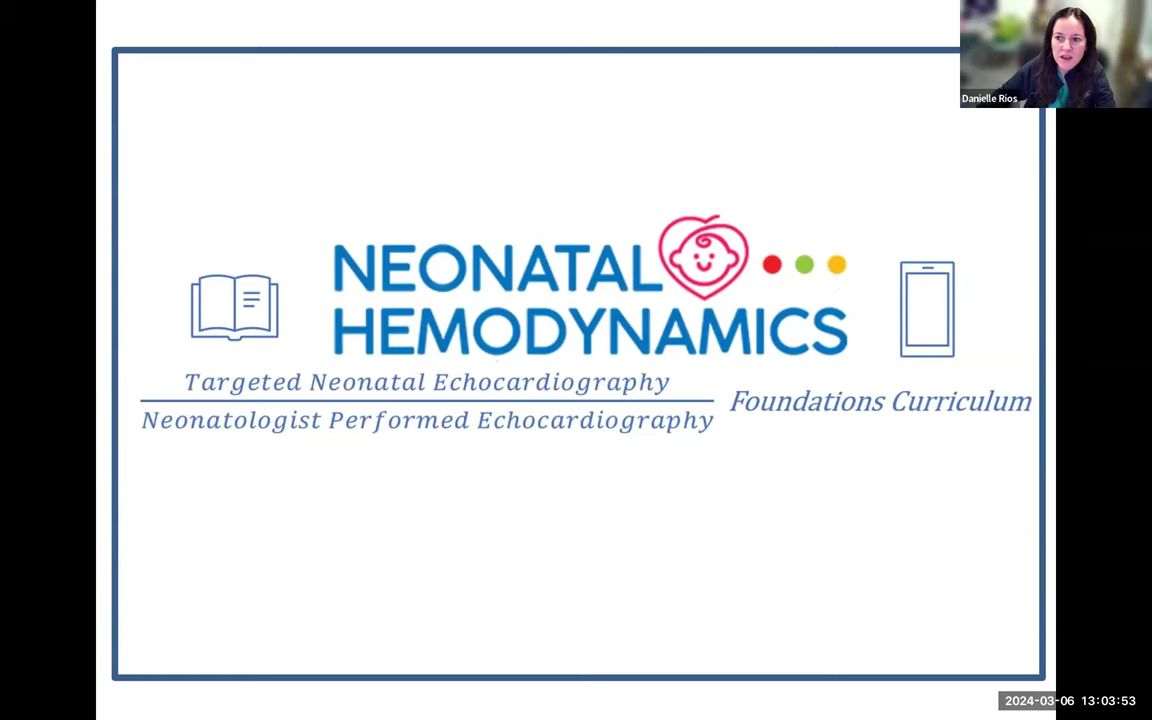 Danielle Rios
NEONATAL
HEMODYNAMICS
Targeted Neonatal Echocardiography
Neonatologist Performed Echocardiography
Foundations Curriculum
2024-03-06 13:03:53